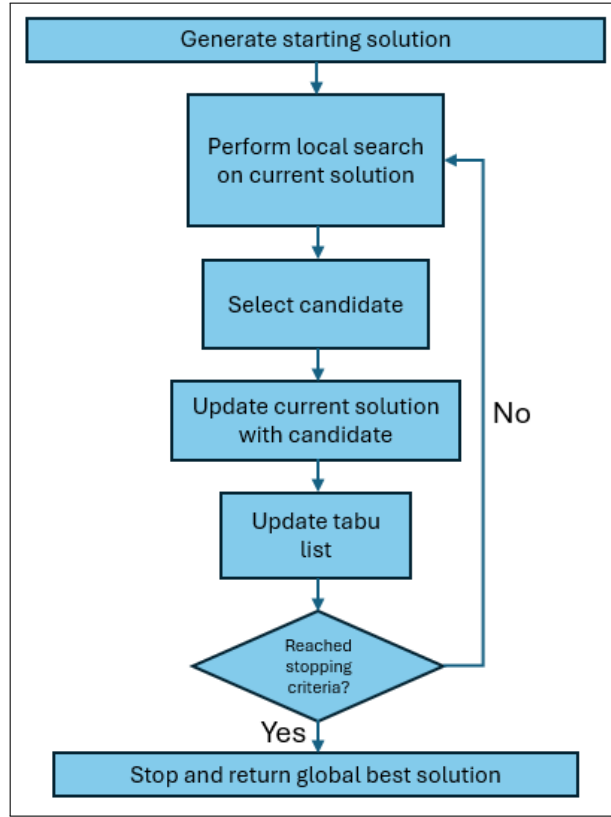 Generate starting solution
Perform local search
on current solution
Select candidate
Update current solution
with candidate
No
Update tabu
list
Reached
stopping
criteria?
Yes
Stop and return global best solution